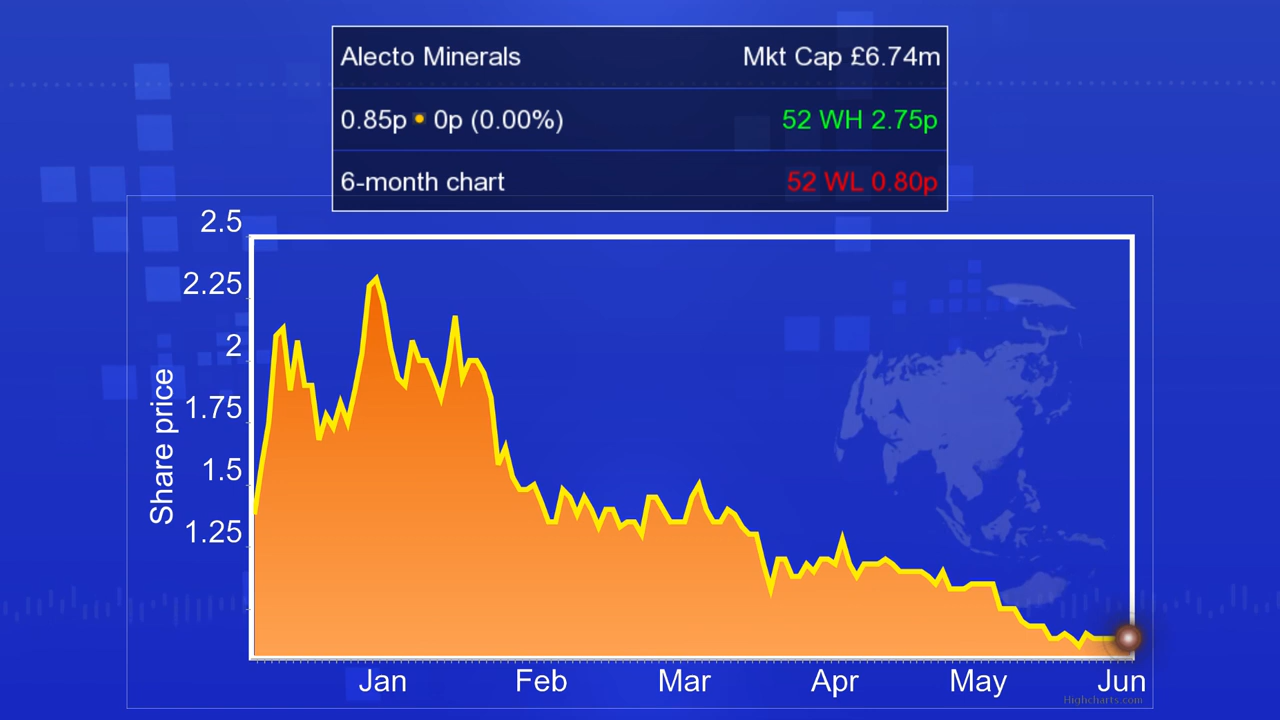 Alecto Minerals Mkt Cap £6.74m
0.85p 0p (0.00%) 52 WH 2.75p
6-month chart 52 WL 0.80p
2.5
2.25
2
1.75
1.5
1.25
Share price
Jan Feb Mar Apr May Jun
Highcharts.com